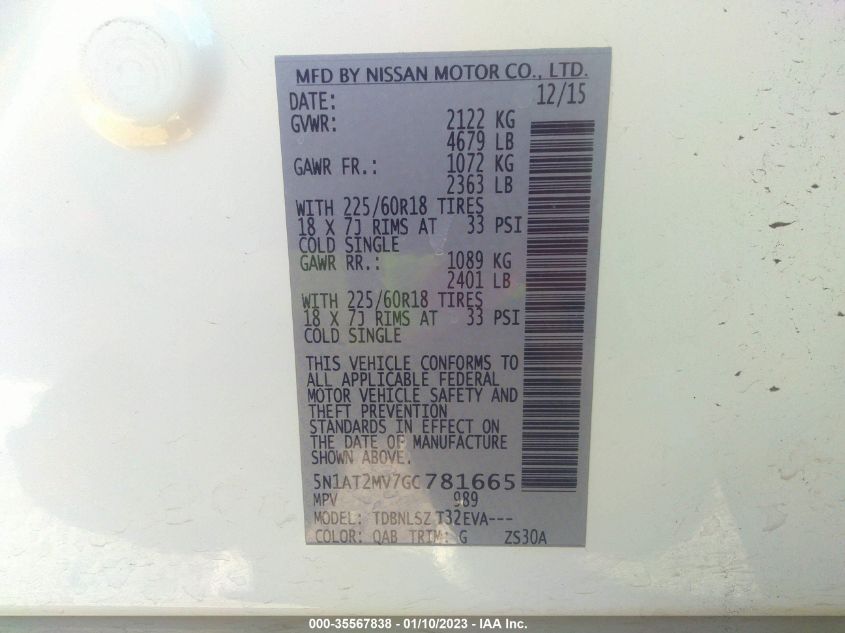 MFD BY NISSAN MOTOR CO., LTD.
DATE: 12/15
GVWR: 2122 KG
4679 LB
GAWR FR.: 1072 KG
2363 LB
WITH 225/60R18 TIRES
18 X 7J RIMS AT 33 PSI
COLD SINGLE
GAWR RR.: 1089 KG
2401 LB
WITH 225/60R18 TIRES
18 X 7J RIMS AT 33 PSI
COLD SINGLE
THIS VEHICLE CONFORMS TO
ALL APPLICABLE FEDERAL
MOTOR VEHICLE SAFETY AND
THEFT PREVENTION
STANDARDS IN EFFECT ON
THE DATE OF MANUFACTURE
SHOWN ABOVE.
5N1AT2MV7GC781665
MPV 989
MODEL: TDBNLSZ T32EVA---
COLOR: QAB TRIM: G ZS30A
000-35567838 - 01/10/2023 - IAA Inc.